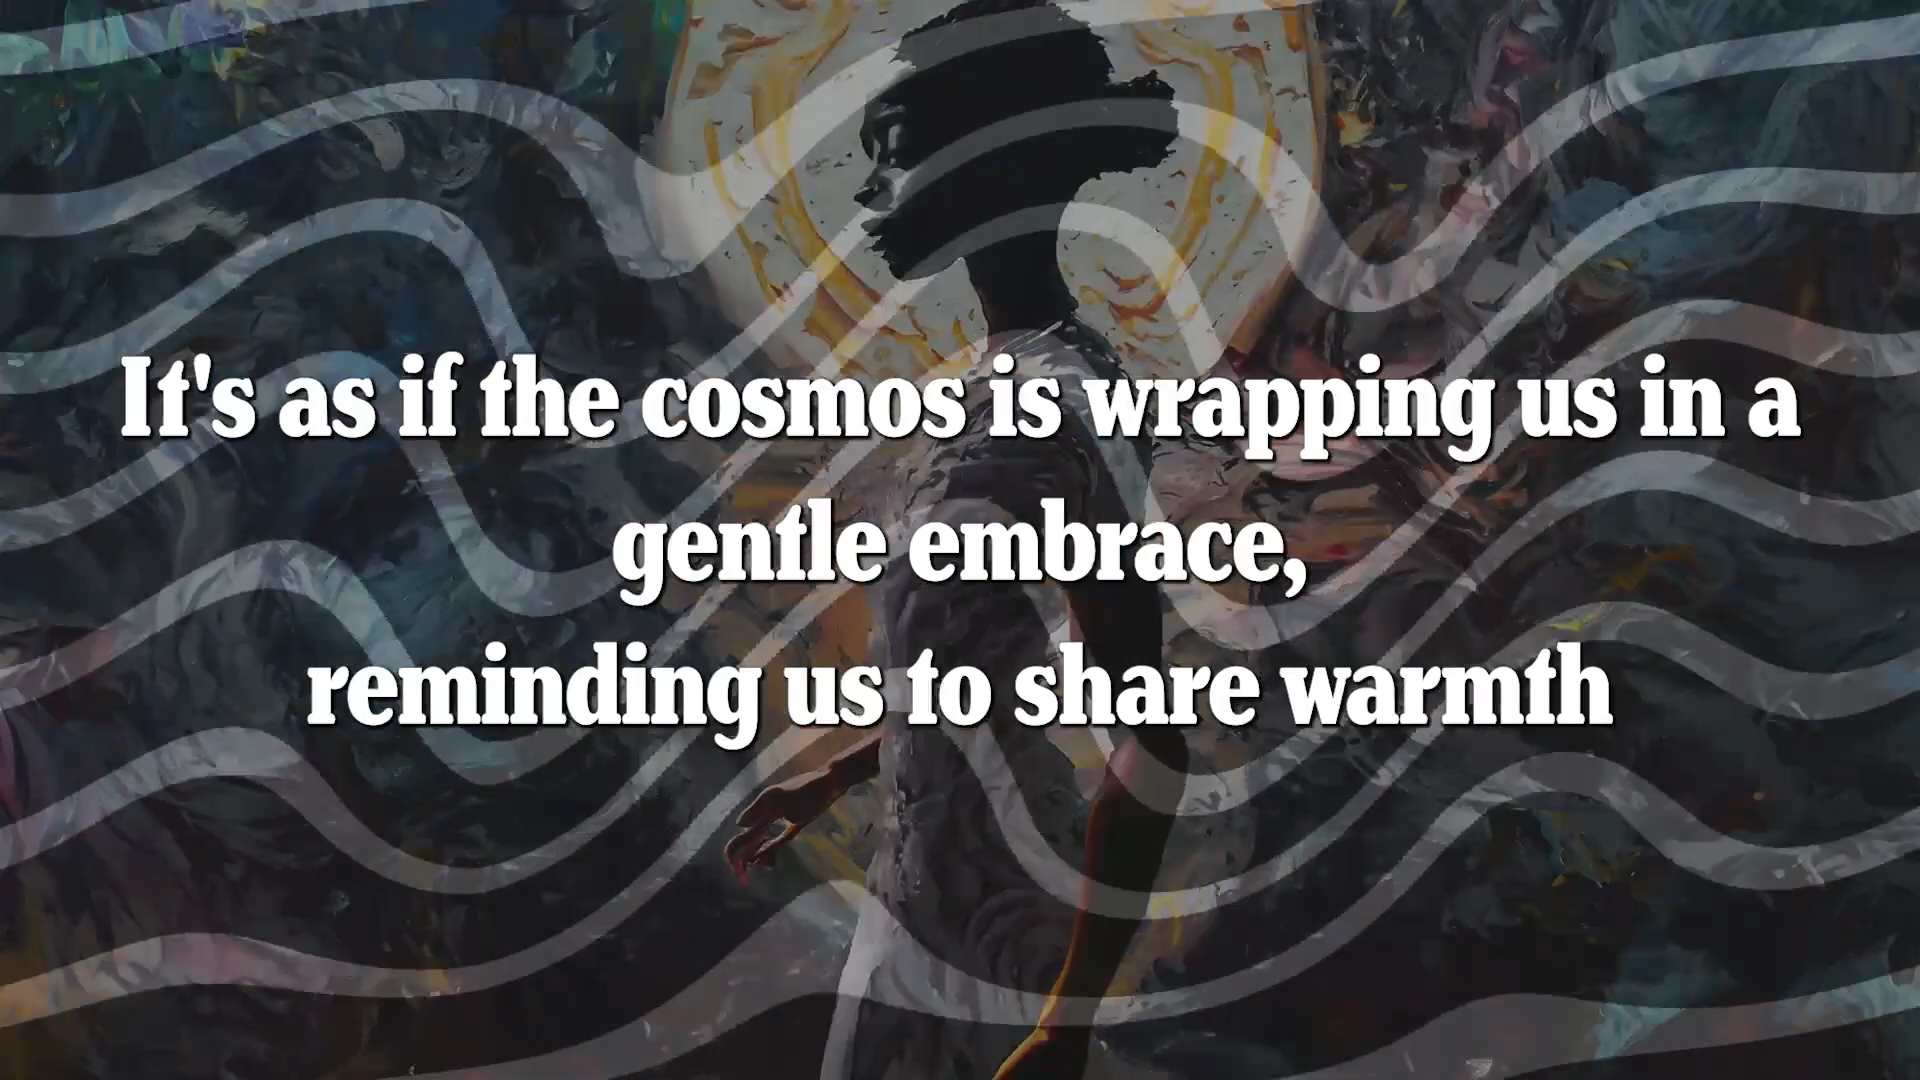 It's as if the cosmos is wrapping us in a
gentle embrace,
reminding us to share warmth